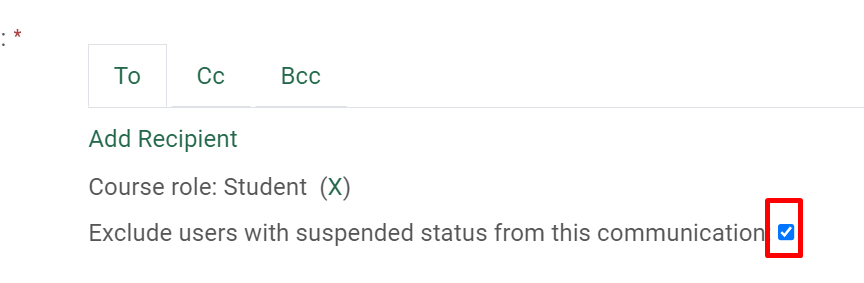 : *
To Cc Bcc
Add Recipient
Course role: Student (X)
Exclude users with suspended status from this communication